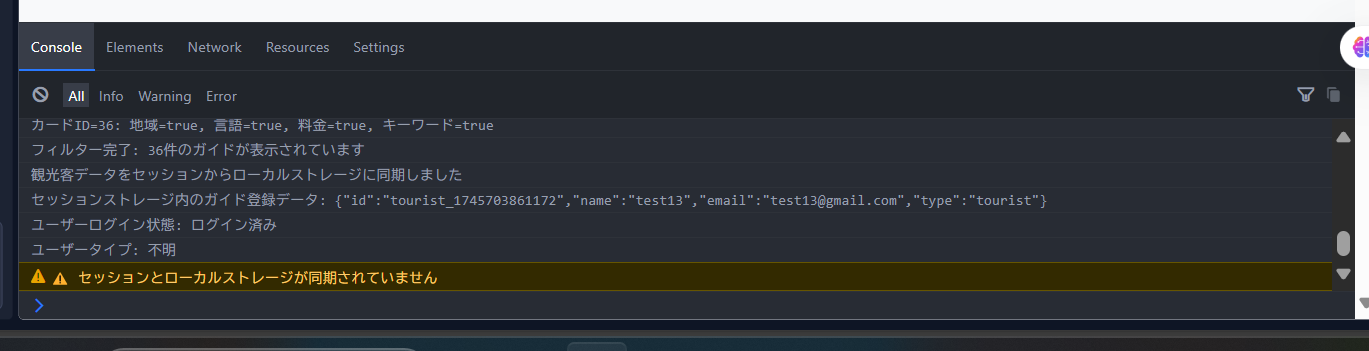 Console Elements Network Resources Settings
All Info Warning Error
カードID=36: 地域=true, 言語=true, 料金=true, キーワード=true
フィルター完了: 36件のガイドが表示されています
観光客データをセッションからローカルストレージに同期しました
セッションストレージ内のガイド登録データ: {"id":"tourist_1745703861172","name":"test13","email":"test13@gmail.com","type":"tourist"}
ユーザーログイン状態: ログイン済み
ユーザータイプ: 不明
セッションとローカルストレージが同期されていません